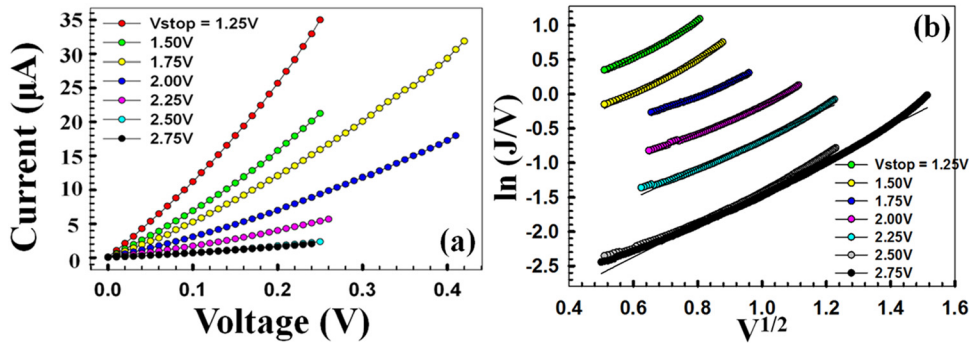 35
30
25
20
15
10
5
0
Current (μA)
Vstop = 1.25V
1.50V
1.75V
2.00V
2.25V
2.50V
2.75V
(a)
0.0 0.1 0.2 0.3 0.4
Voltage (V)
1.0
0.5
0.0
-0.5
-1.0
-1.5
-2.0
-2.5
ln (J/V)
(b)
Vstop = 1.25V
1.50V
1.75V
2.00V
2.25V
2.50V
2.75V
0.4 0.6 0.8 1.0 1.2 1.4 1.6
V1/2